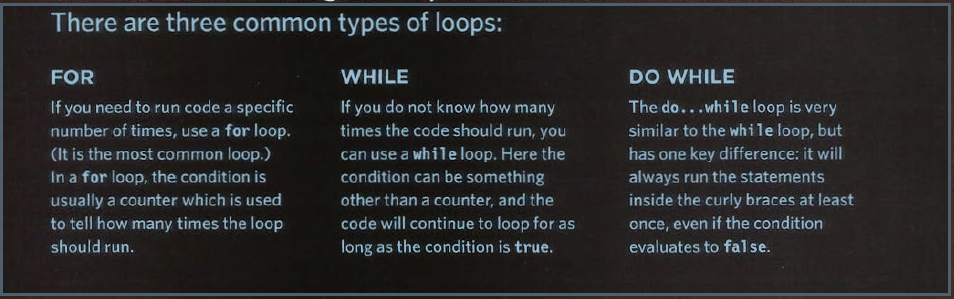 There are three common types of loops:
FOR
If you need to run code a specific
number of times, use a for loop.
(It is the most common loop.)
In a for loop, the condition is
usually a counter which is used
to tell how many times the loop
should run.
WHILE
If you do not know how many
times the code should run, you
can use a while loop. Here the
condition can be something
other than a counter, and the
code will continue to loop for as
long as the condition is true.
DO WHILE
The do...while loop is very
similar to the while loop, but
has one key difference: it will
always run the statements
inside the curly braces at least
once, even if the condition
evaluates to false.